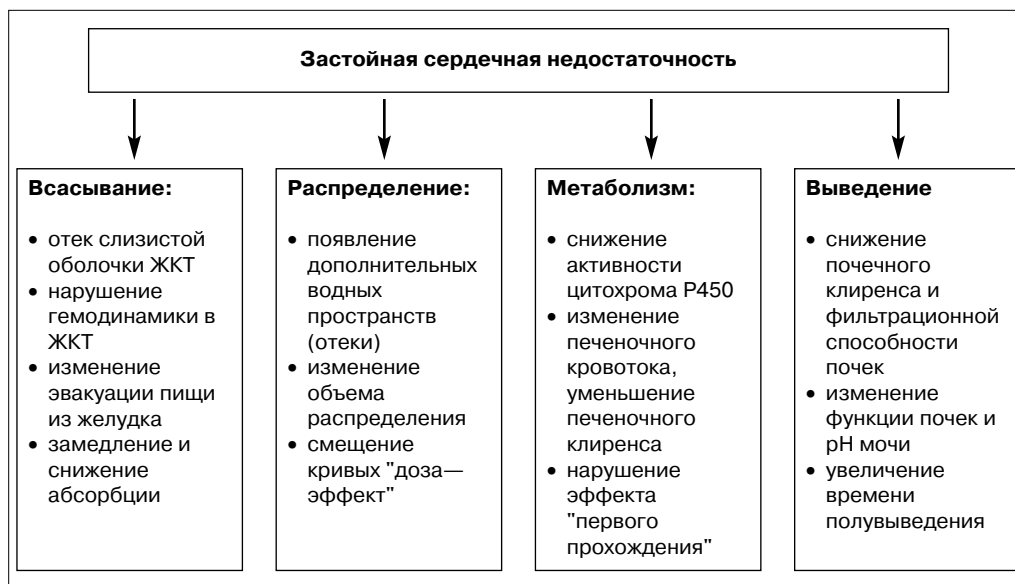 Застойная сердечная недостаточность
Всасывание:
• отек слизистой
оболочки ЖКТ
• нарушение
гемодинамики в
ЖКТ
• изменение
эвакуации пищи
из желудка
• замедление и
снижение
абсорбции
Распределение:
• появление
дополнительных
водных
пространств
(отеки)
• изменение
объема
распределения
• смещение
кривых "доза—
эффект"
Метаболизм:
• снижение
активности
цитохрома P450
• изменение
печеночного
кровотока,
уменьшение
печеночного
клиренса
• нарушение
эффекта
"первого
прохождения"
Выведение
• снижение
почечного
клиренса и
фильтрационной
способности
почек
• изменение
функции почек и
pH мочи
• увеличение
времени
полувыведения